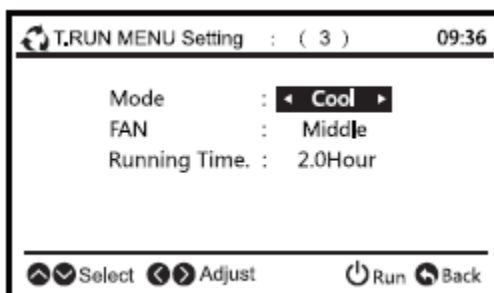 T.RUN MENU Setting : ( 3 ) 09:36
Mode : Cool
FAN : Middle
Running Time. : 2.0Hour
Select Adjust Run Back